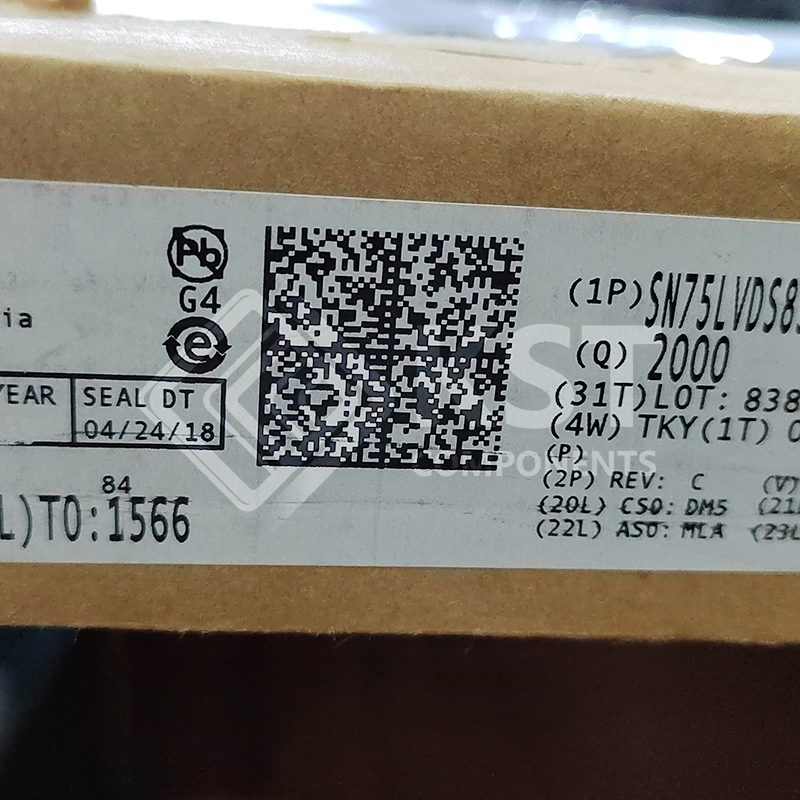 Pb
G4
e
ia
YEAR
SEAL DT
04/24/18
84
L)TO:1566
(1P)SN75LVDS8
(Q) 2000
(31T)LOT: 838
(4W) TKY(1T) 0
(P)
(2P) REV: C (V)
(20L) CSO: DM5 (21L
(22L) ASO: MLA (23L
COMPONENTS